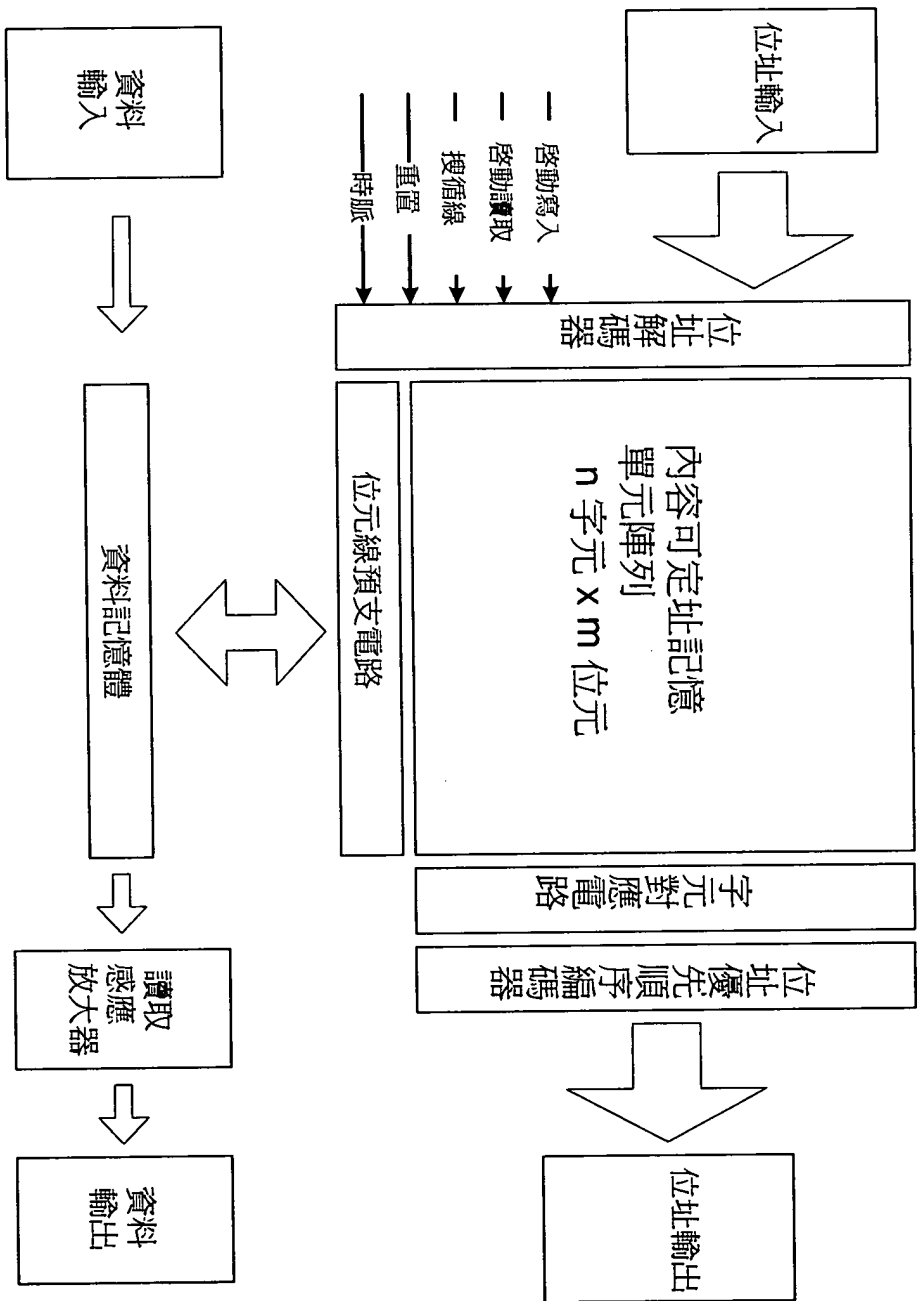 位址輸入
啓動寫入
啓動讀取
搜循線
重置
時脈
資料
輸入
位址解碼器
內容可定址記憶
單元陣列
n 字元 x m 位元
位元線預支電路
資料記憶體
字元對應電路
位址優先順序編碼器
讀取
感應
放大器
位址輸出
資料
輸出